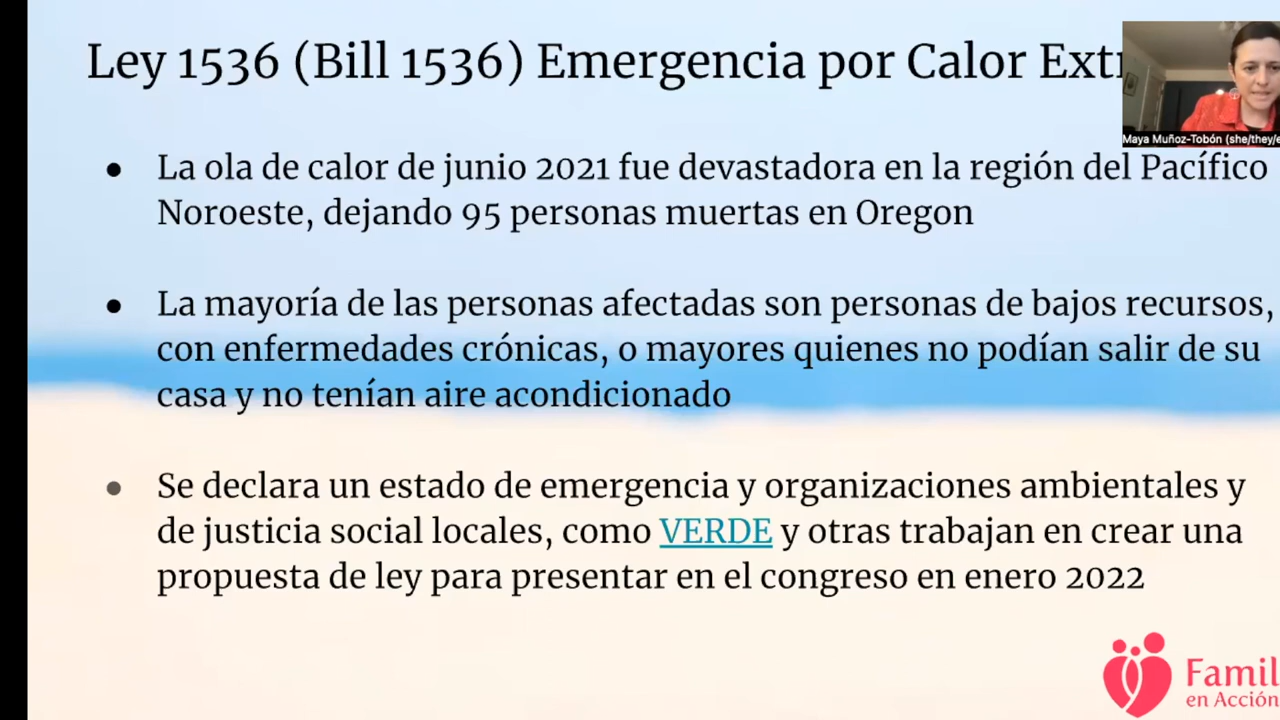 Ley 1536 (Bill 1536) Emergencia por Calor Extr
Maya Muñoz-Tobón (she/they/e
● La ola de calor de junio 2021 fue devastadora en la región del Pacífico
Noroeste, dejando 95 personas muertas en Oregon
● La mayoría de las personas afectadas son personas de bajos recursos,
con enfermedades crónicas, o mayores quienes no podían salir de su
casa y no tenían aire acondicionado
● Se declara un estado de emergencia y organizaciones ambientales y
de justicia social locales, como VERDE y otras trabajan en crear una
propuesta de ley para presentar en el congreso en enero 2022
Famil
en Acción